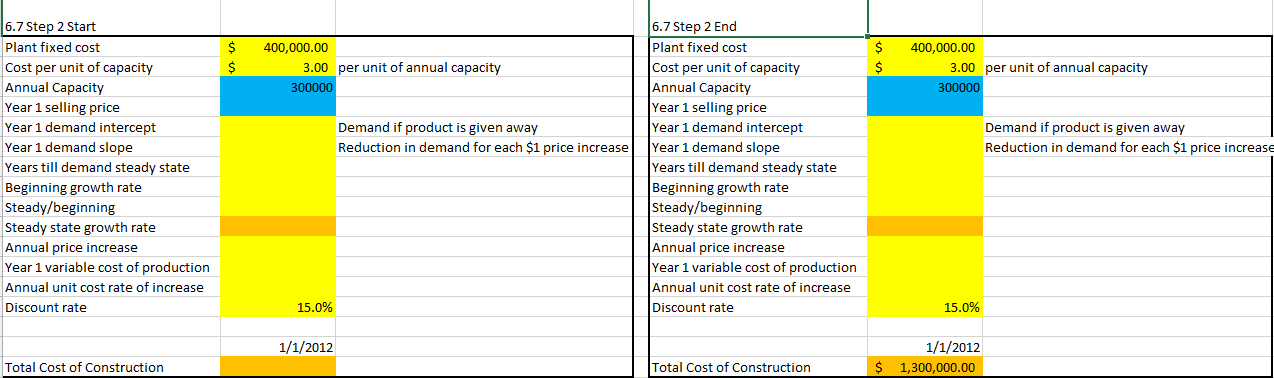 6.7 Step 2 Start
Plant fixed cost $ 400,000.00
Cost per unit of capacity $ 3.00 per unit of annual capacity
Annual Capacity 300000
Year 1 selling price
Year 1 demand intercept Demand if product is given away
Year 1 demand slope Reduction in demand for each $1 price increase
Years till demand steady state
Beginning growth rate
Steady/beginning
Steady state growth rate
Annual price increase
Year 1 variable cost of production
Annual unit cost rate of increase
Discount rate 15.0%
1/1/2012
Total Cost of Construction
6.7 Step 2 End
Plant fixed cost $ 400,000.00
Cost per unit of capacity $ 3.00 per unit of annual capacity
Annual Capacity 300000
Year 1 selling price
Year 1 demand intercept Demand if product is given away
Year 1 demand slope Reduction in demand for each $1 price increase
Years till demand steady state
Beginning growth rate
Steady/beginning
Steady state growth rate
Annual price increase
Year 1 variable cost of production
Annual unit cost rate of increase
Discount rate 15.0%
1/1/2012
Total Cost of Construction $ 1,300,000.00